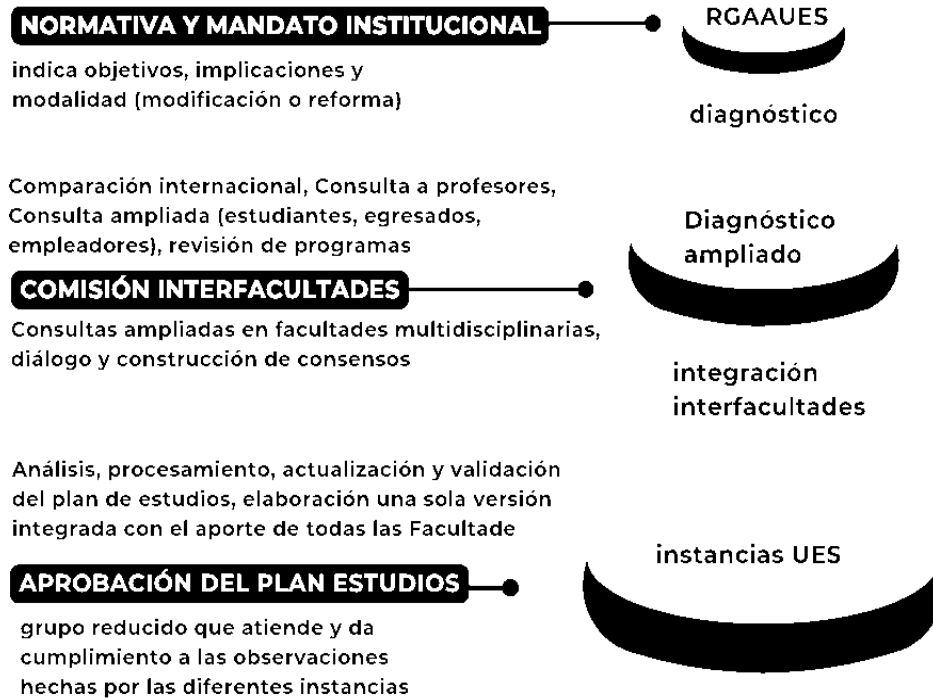 NORMATIVA Y MANDATO INSTITUCIONAL
RGAAUES
indica objetivos, implicaciones y
modalidad (modificación o reforma)
diagnóstico
Comparación internacional, Consulta a profesores,
Consulta ampliada (estudiantes, egresados,
empleadores), revisión de programas
Diagnóstico
ampliado
COMISIÓN INTERFACULTADES
Consultas ampliadas en facultades multidisciplinarias,
diálogo y construcción de consensos
integración
interfacultades
Análisis, procesamiento, actualización y validación
del plan de estudios, elaboración una sola versión
integrada con el aporte de todas las Facultade
instancias UES
APROBACIÓN DEL PLAN ESTUDIOS
grupo reducido que atiende y da
cumplimiento a las observaciones
hechas por las diferentes instancias